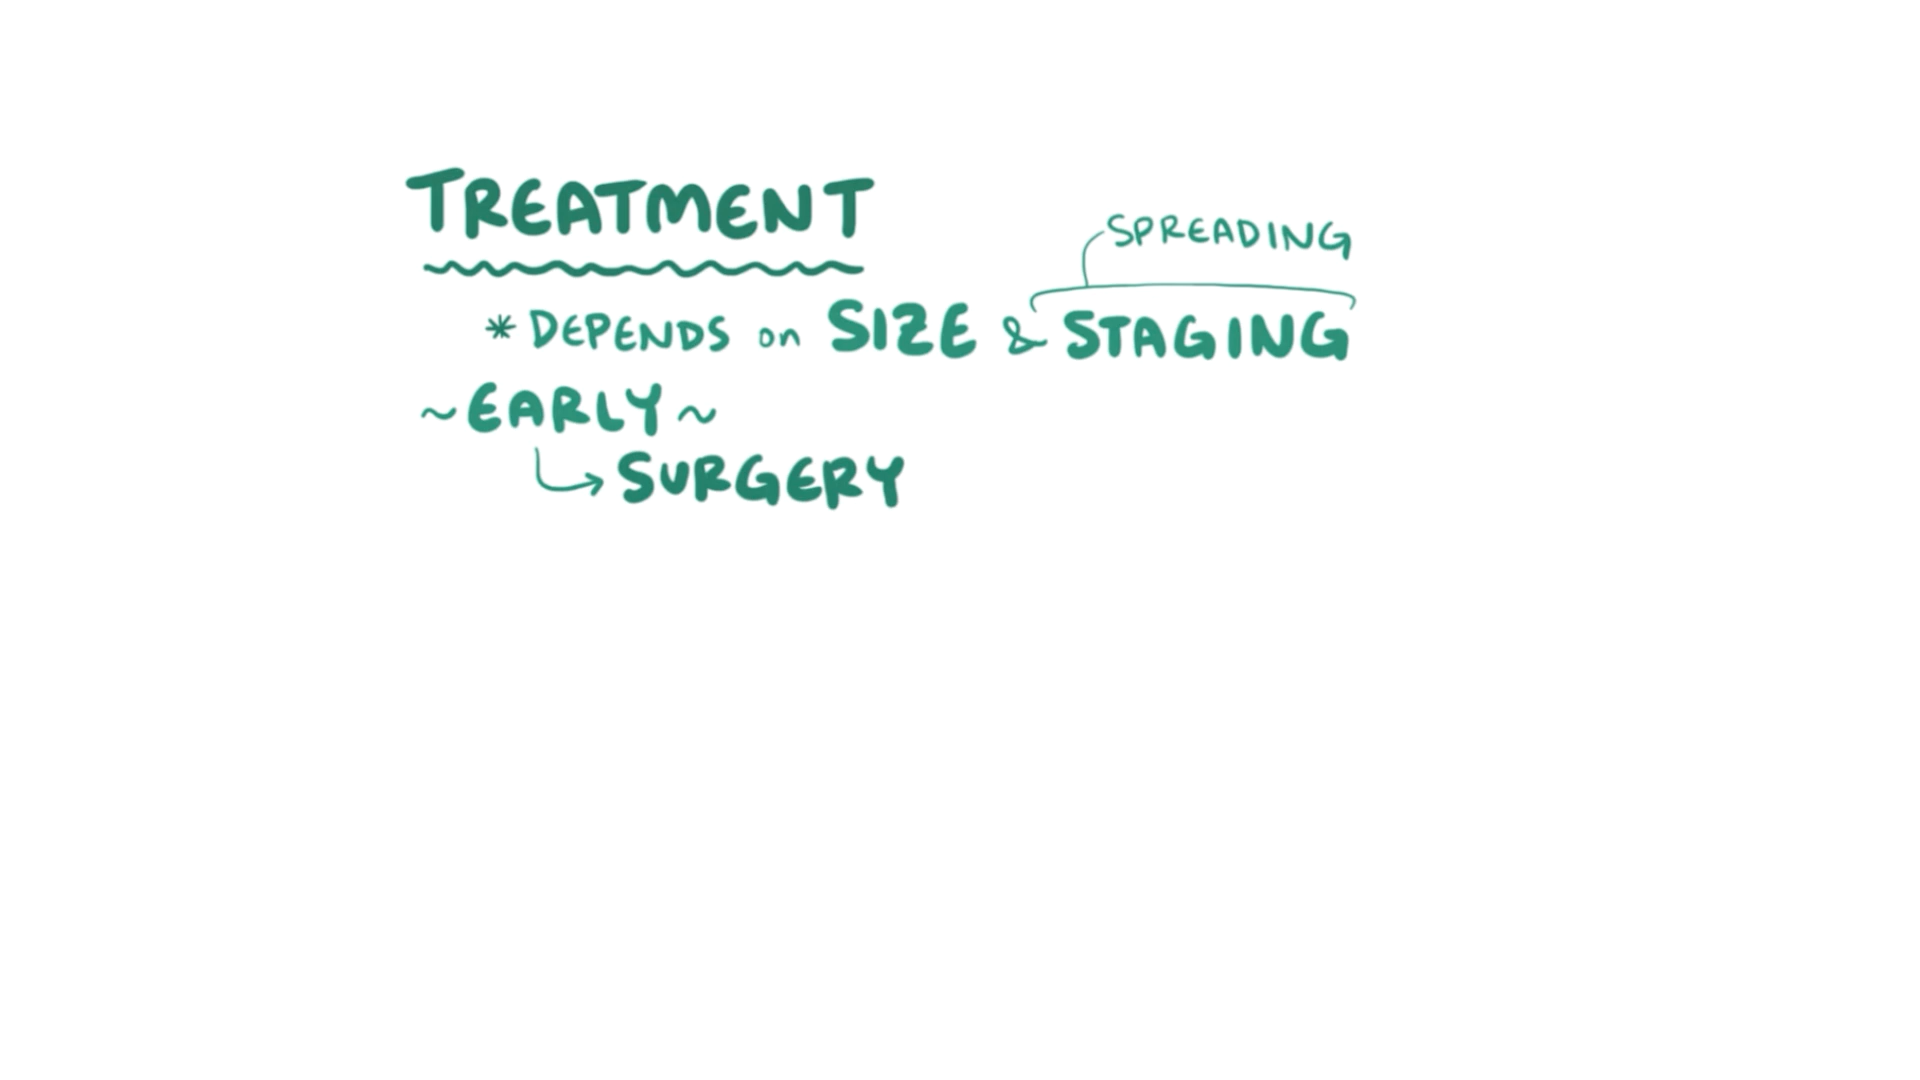 TREATMENT
SPREADING
* DEPENDS on SIZE & STAGING
~EARLY~
→ SURGERY